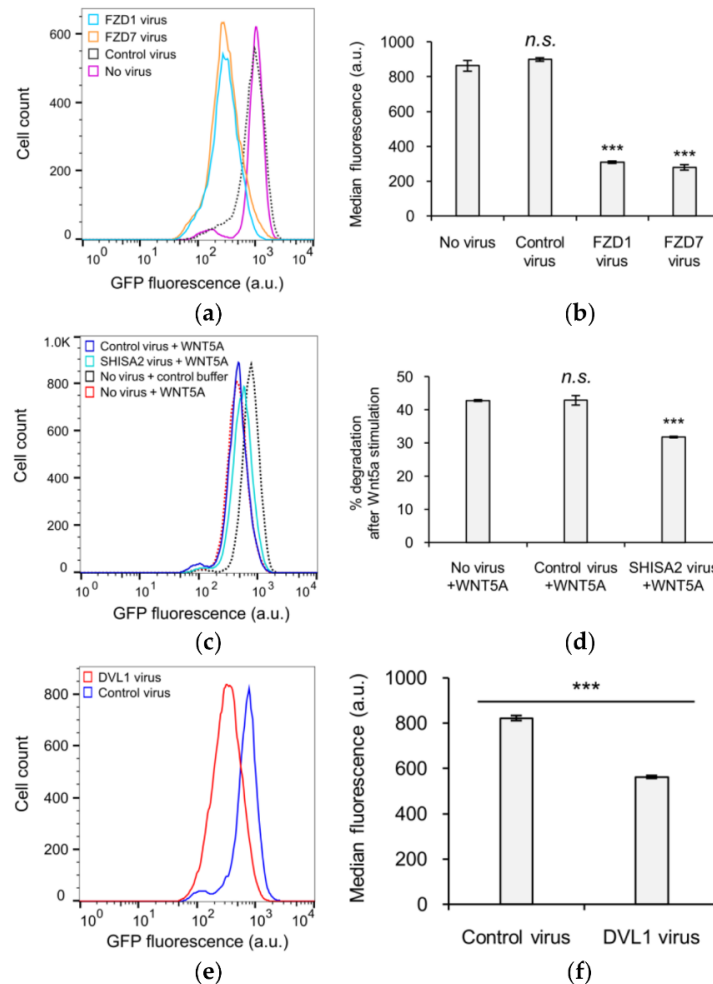 FZD1 virus
FZD7 virus
Control virus
No virus
Cell count
600
400
200
0
10^0 10^1 10^2 10^3 10^4
GFP fluorescence (a.u.)
(a)
Median fluorescence (a.u.)
1000
800
600
400
200
0
n.s.
***
***
No virus
Control virus
FZD1 virus
FZD7 virus
(b)
1.0K
800
600
400
200
0
Control virus + WNT5A
SHISA2 virus + WNT5A
No virus + control buffer
No virus + WNT5A
Cell count
10^0 10^1 10^2 10^3 10^4
GFP fluorescence (a.u.)
(c)
% degradation
after Wnt5a stimulation
50
40
30
20
10
0
n.s.
***
No virus +WNT5A
Control virus +WNT5A
SHISA2 virus +WNT5A
(d)
DVL1 virus
Control virus
Cell count
800
600
400
200
0
10^0 10^1 10^2 10^3 10^4
GFP fluorescence (a.u.)
(e)
Median fluorescence (a.u.)
1000
800
600
400
200
0
***
Control virus
DVL1 virus
(f)